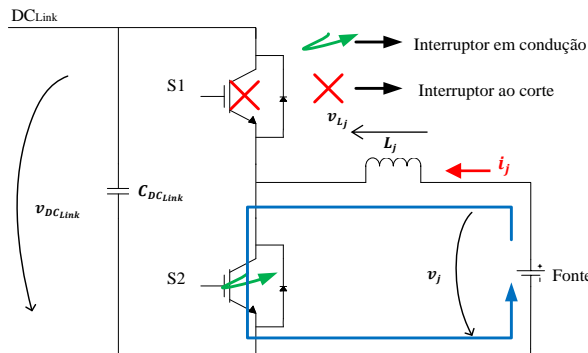 DCLink
Interruptor em condução
S1
Interruptor ao corte
vLj
Lj
ij
CDCLink
vDCLink
S2
vj
+
-
Fonte